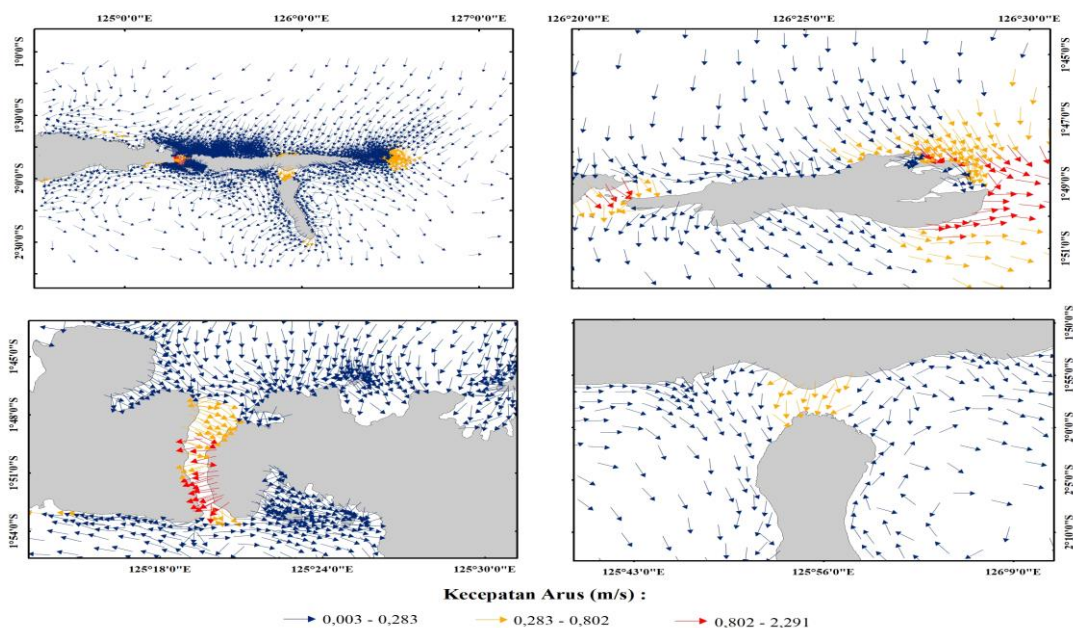 125°0'0"E 126°0'0"E 127°0'0"E
1°0'0"S
1°30'0"S
2°0'0"S
2°30'0"S
126°20'0"E 126°25'0"E 126°30'0"E
1°45'0"S
1°47'0"S
1°49'0"S
1°51'0"S
1°45'0"S
1°48'0"S
1°51'0"S
1°54'0"S
125°18'0"E 125°24'0"E 125°30'0"E
1°50'0"S
1°55'0"S
2°0'0"S
2°5'0"S
2°10'0"S
125°43'0"E 125°56'0"E 126°9'0"E
Kecepatan Arus (m/s) :
0,003 - 0,283 0,283 - 0,802 0,802 - 2,291